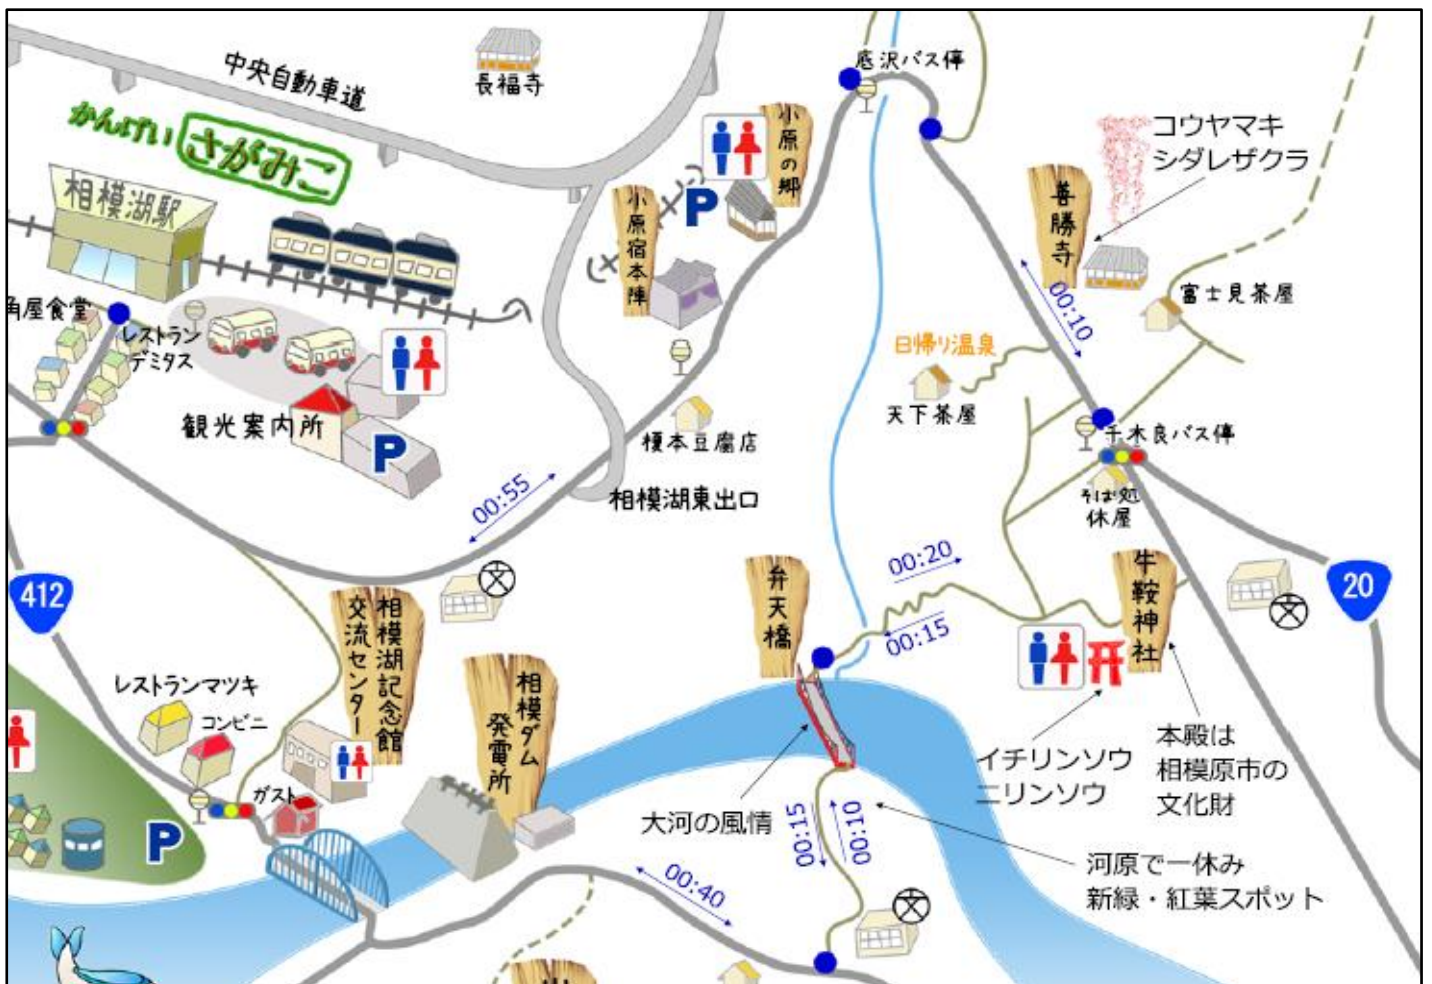 中央自動車道
長福寺
かんけい さがみこ
相模湖駅
角屋食堂
レストラン
デミタス
観光案内所
P
小原の郷
P
小原宿本陣
底沢バス停
コウヤマキ
シダレザクラ
善勝寺
富士見茶屋
00:10
日帰り温泉
天下茶屋
榎本豆腐店
相模湖東出口
00:55
千木良バス停
そば処
休屋
20
412
文
文
弁天橋
00:20
00:15
牛鞍神社
本殿は
相模原市の
文化財
イチリンソウ
ニリンソウ
相模湖記念館
交流センター
相模ダム
発電所
レストランマツキ
コンビニ
ガスト
P
大河の風情
00:15
00:10
河原で一休み
新緑・紅葉スポット
00:40
文